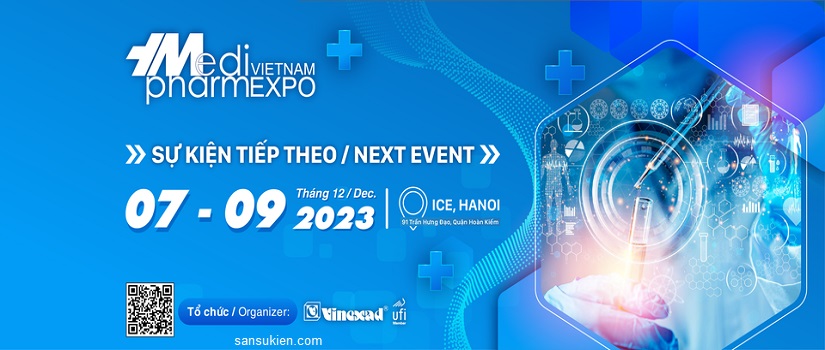 Medi VIETNAM
pharm EXPO
SỰ KIỆN TIẾP THEO / NEXT EVENT
07 - 09
Tháng 12 / Dec.
2023
ICE, HANOI
91 Trần Hưng Đạo, Quận Hoàn Kiếm
Tổ chức / Organizer:
Vinexad
ufi
Member
sansukien.com